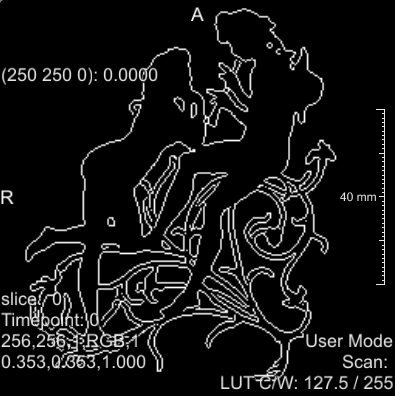 A
(250 250 0): 0.0000
R
40 mm
slice: 0
Timepoint: 0
256,256,1:RGB,1
0.353,0.353,1.000
User Mode
Scan:
LUT C/W: 127.5 / 255